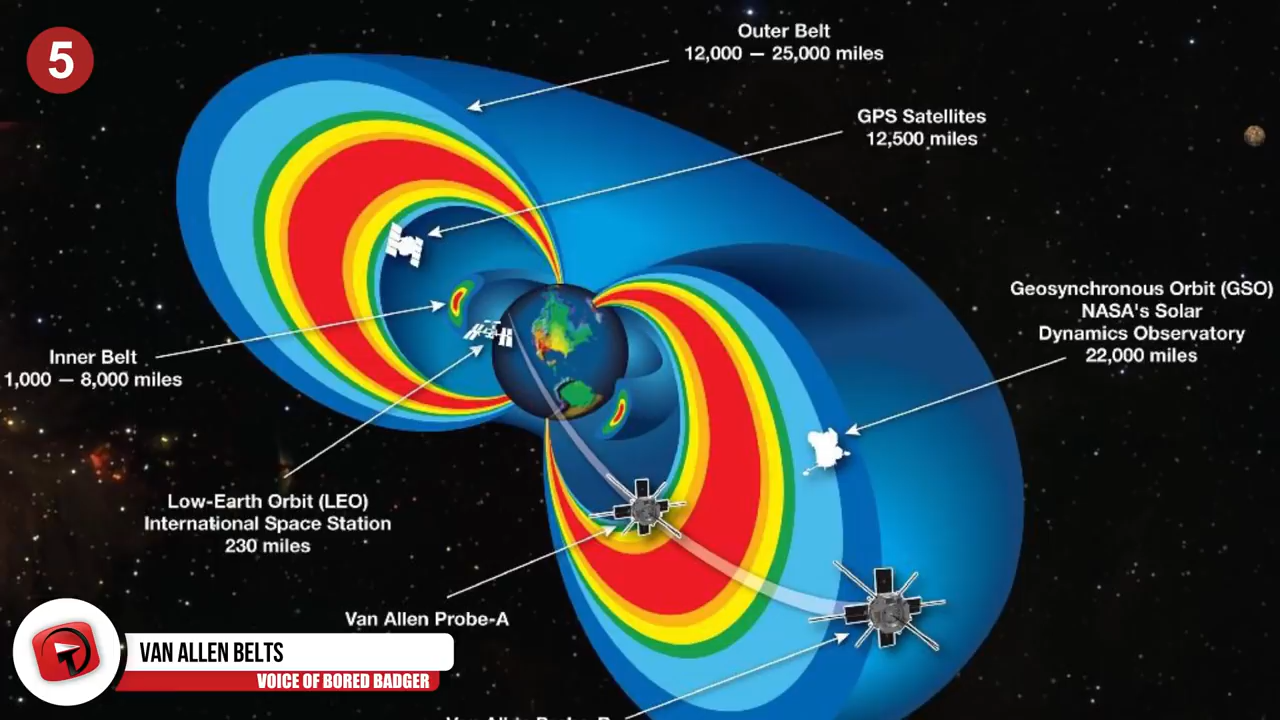 5
Outer Belt
12,000 — 25,000 miles
GPS Satellites
12,500 miles
Geosynchronous Orbit (GSO)
NASA's Solar
Dynamics Observatory
22,000 miles
Inner Belt
1,000 — 8,000 miles
Low-Earth Orbit (LEO)
International Space Station
230 miles
Van Allen Probe-A
VAN ALLEN BELTS
VOICE OF BORED BADGER